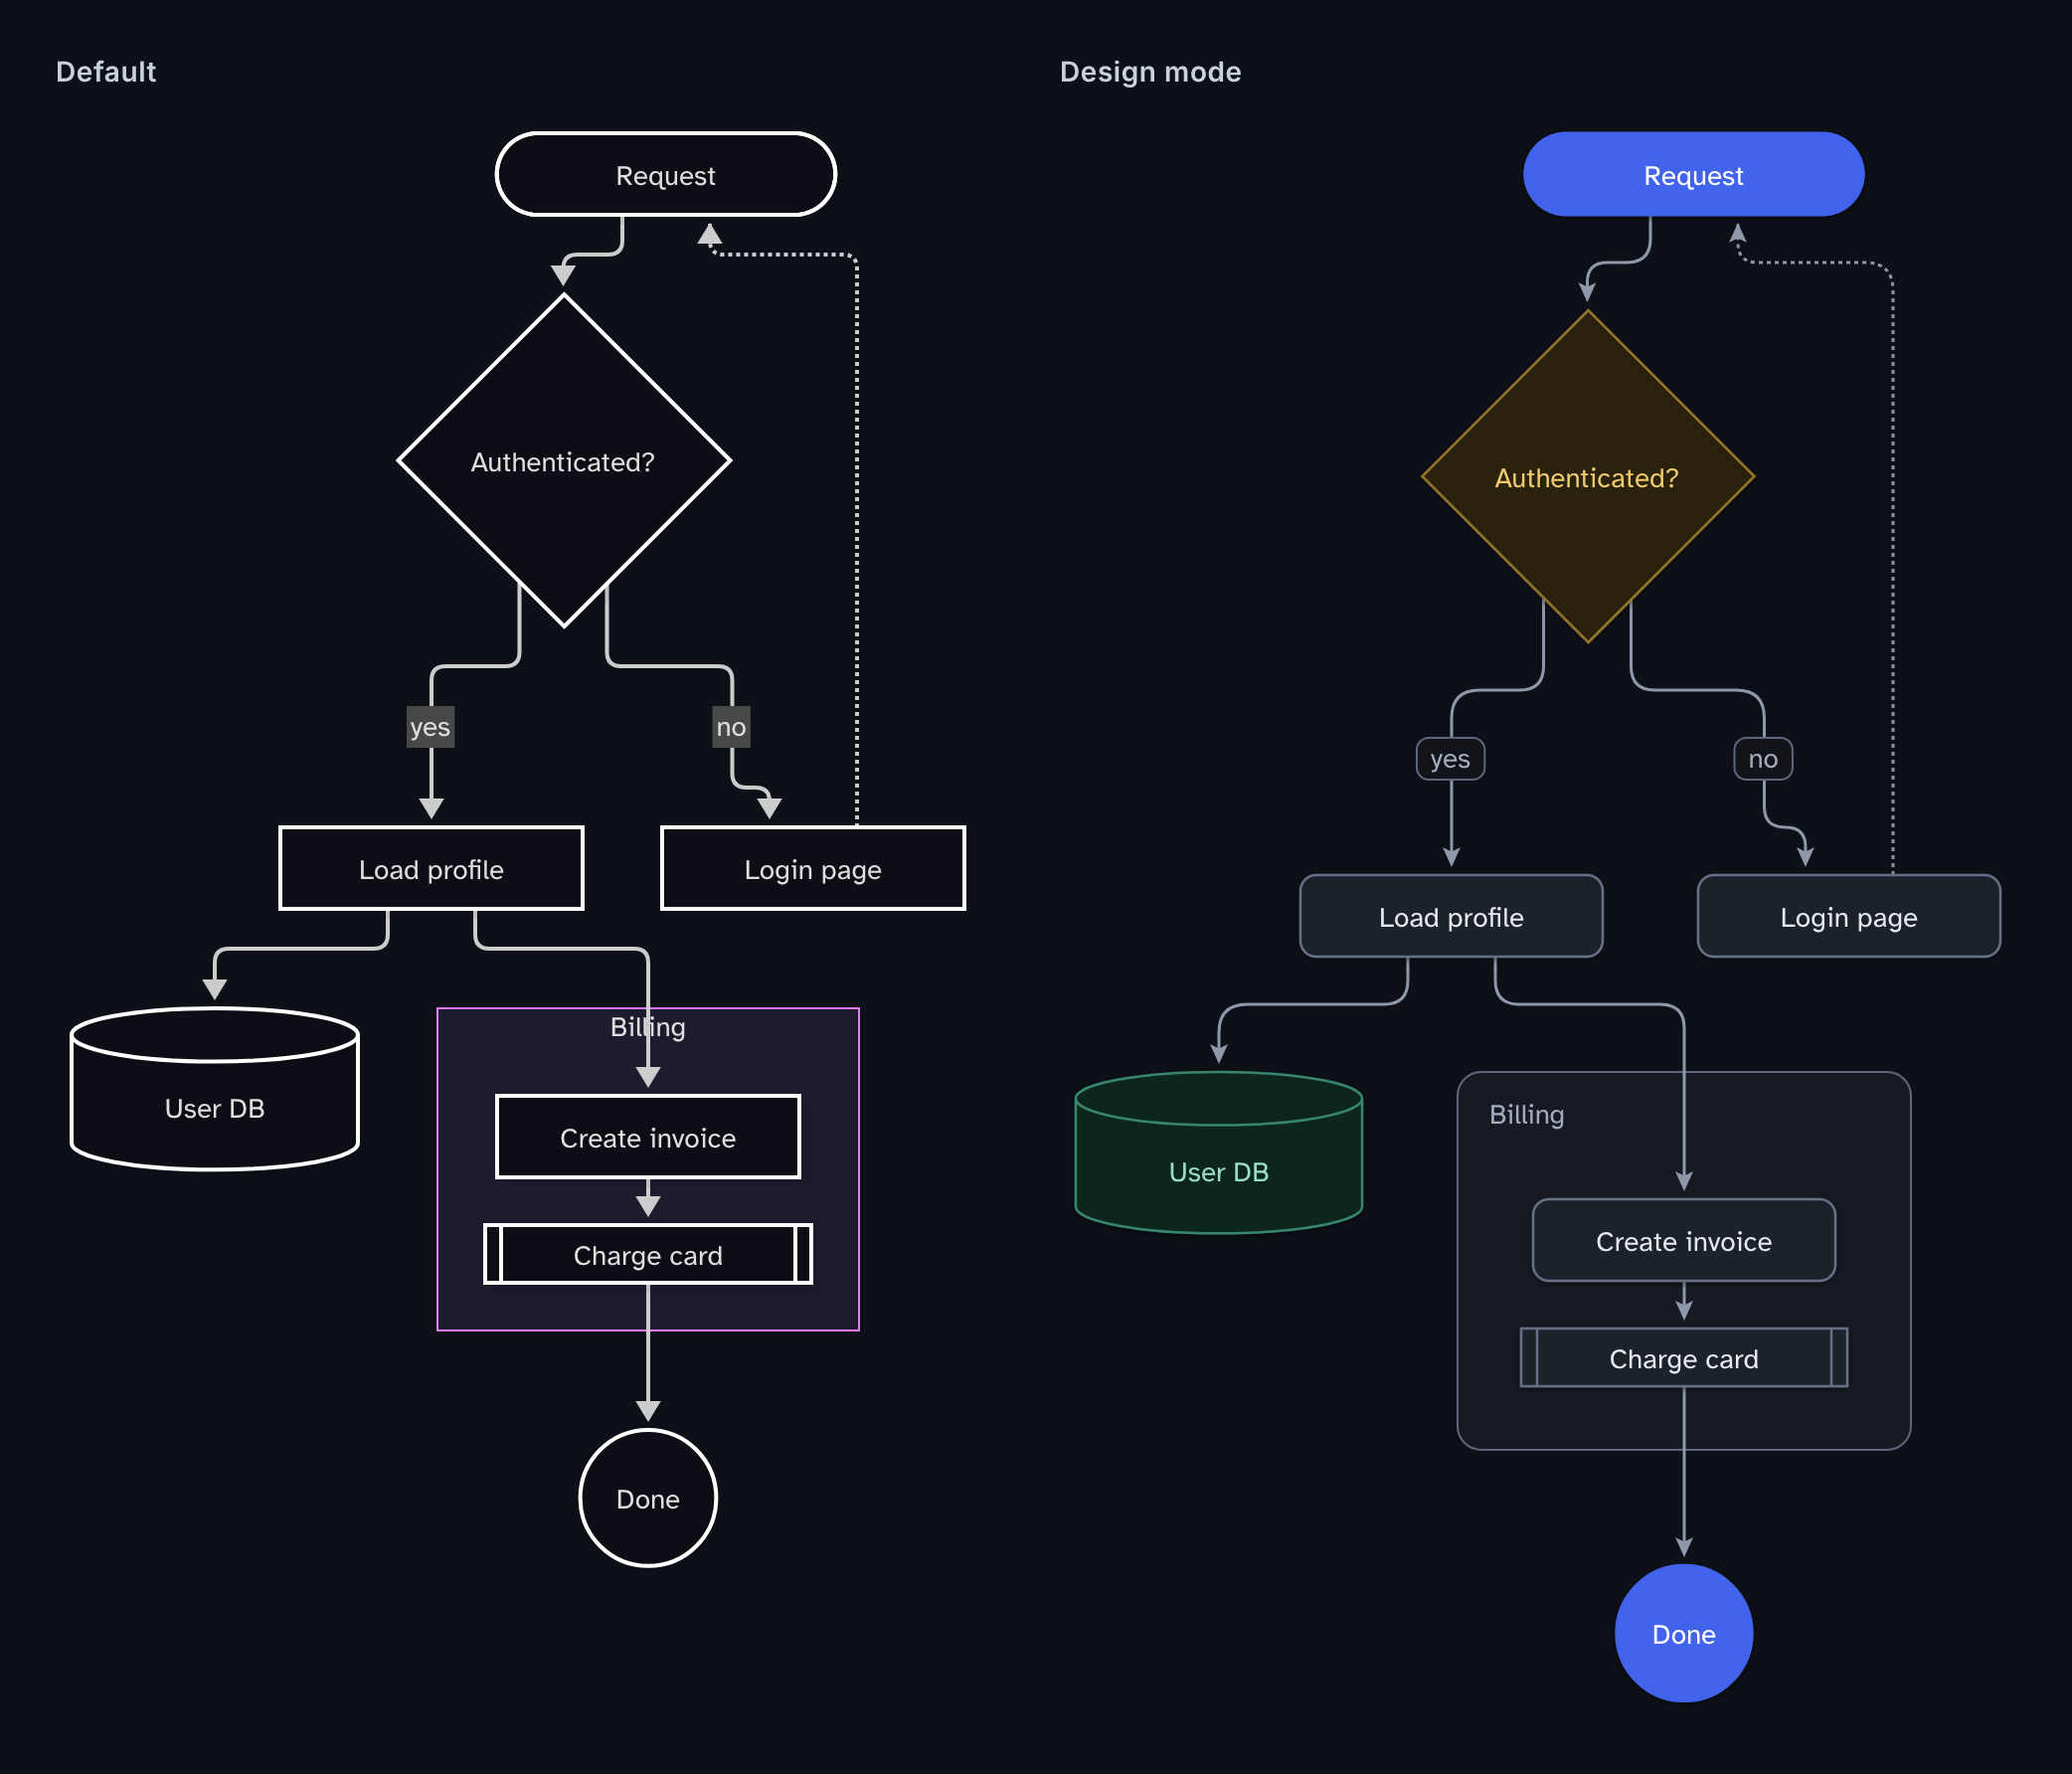 Default
Request
Authenticated?
yes
no
Load profile
Login page
Billing
User DB
Create invoice
Charge card
Done
Design mode
Request
Authenticated?
yes
no
Load profile
Login page
Billing
User DB
Create invoice
Charge card
Done